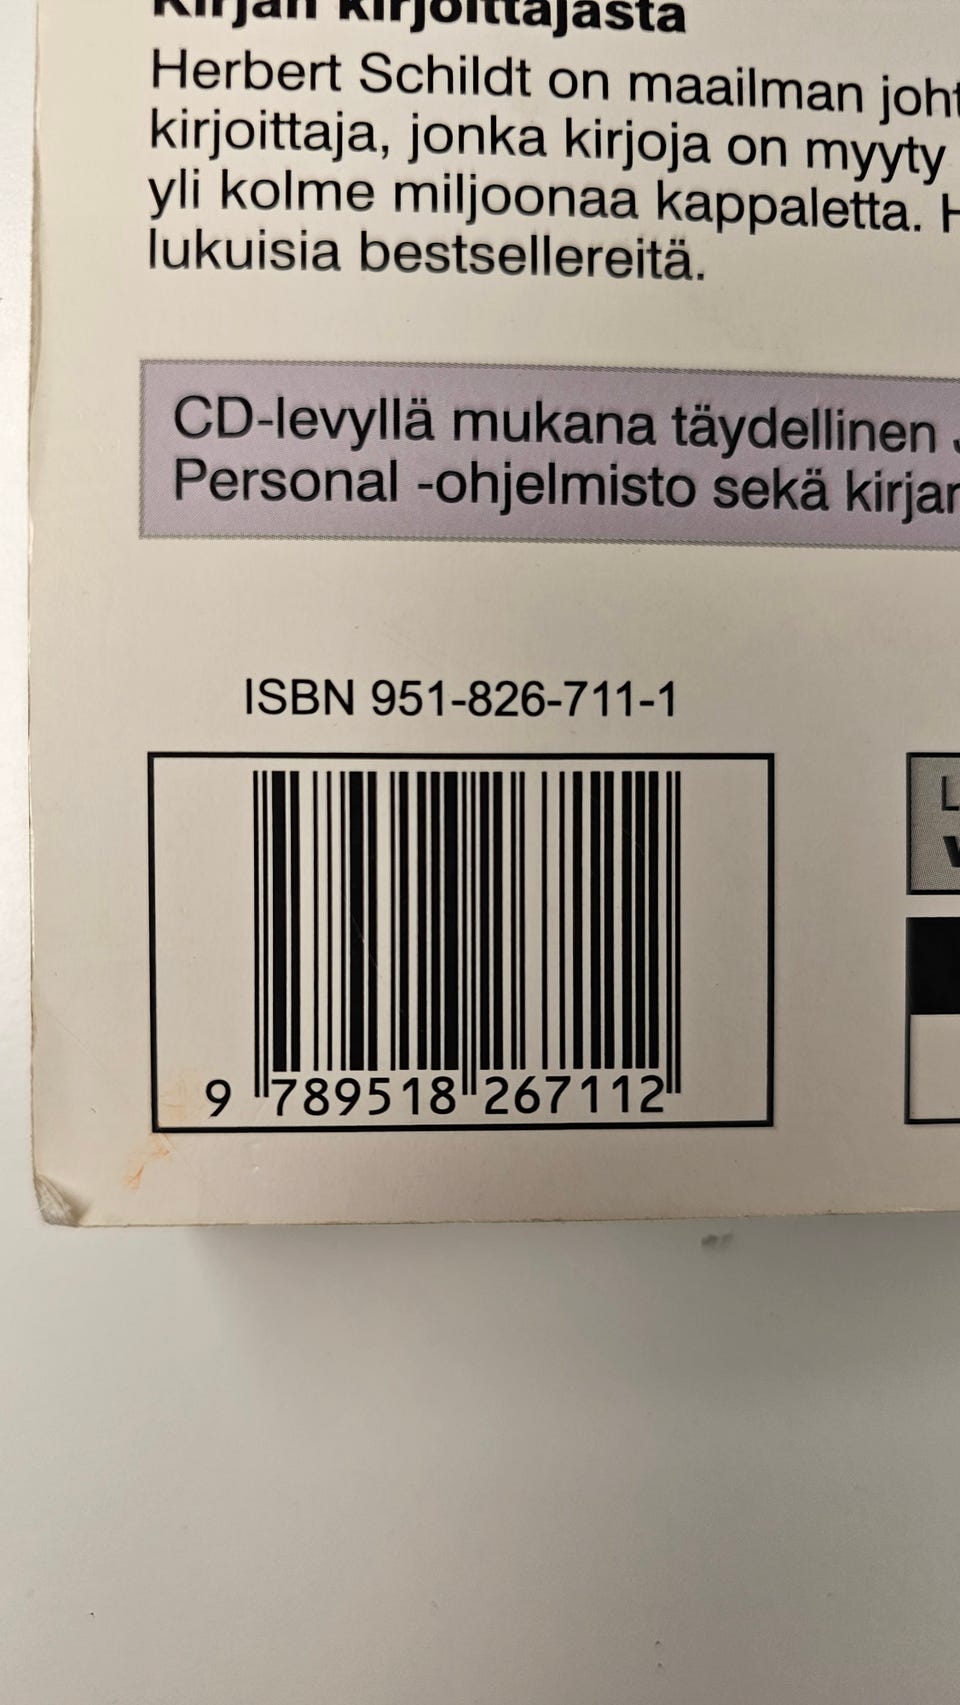 Kirjan kirjoittajasta
Herbert Schildt on maailman
kirjoittaja, jonka kirjoja on myyty
yli kolme miljoonaa kappaletta.
lukuisia bestsellereitä.
CD-levyllä mukana täydellinen
Personal -ohjelmisto sekä
ISBN 951-826-711-1
9 789518 267112